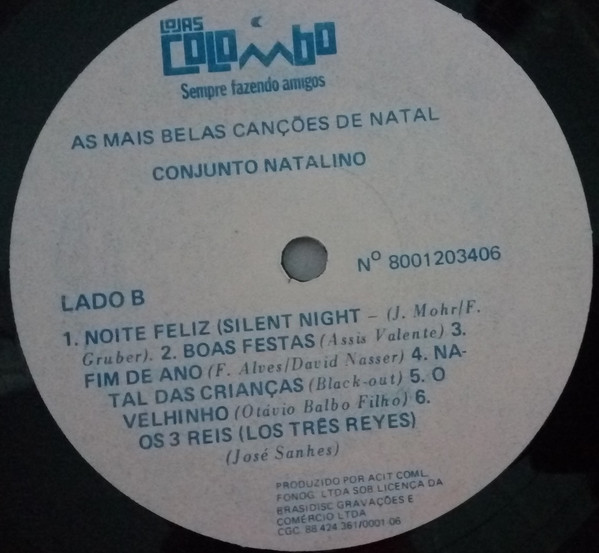 LOJAS
COLOMBO
Sempre fazendo amigos
AS MAIS BELAS CANÇÕES DE NATAL
CONJUNTO NATALINO
Nº 8001203406
LADO B
1. NOITE FELIZ (SILENT NIGHT – (J. Mohr/F.
Gruber). 2. BOAS FESTAS (Assis Valente) 3.
FIM DE ANO (F. Alves/David Nasser) 4. NA-
TAL DAS CRIANÇAS (Black-out) 5. O
VELHINHO (Otávio Balbo Filho) 6.
OS 3 REIS (LOS TRÊS REYES)
(José Sanhes)
PRODUZIDO POR ACIT COML.
FONOG. LTDA SOB LICENÇA DA
BRASIDISC GRAVAÇÕES E
COMÉRCIO LTDA
CGC. 88.424.361/0001-06